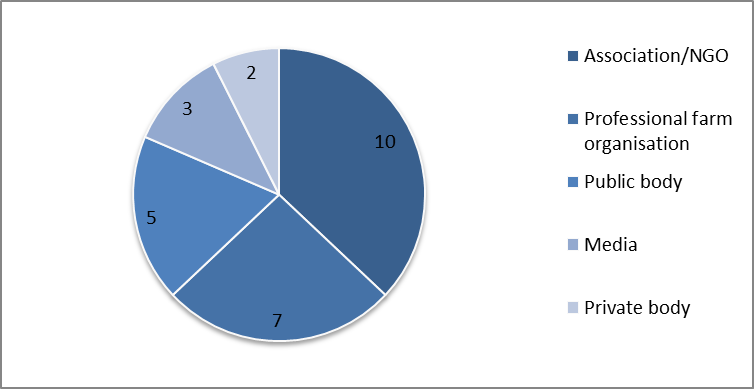 10
7
5
3
2
Association/NGO
Professional farm
organisation
Public body
Media
Private body